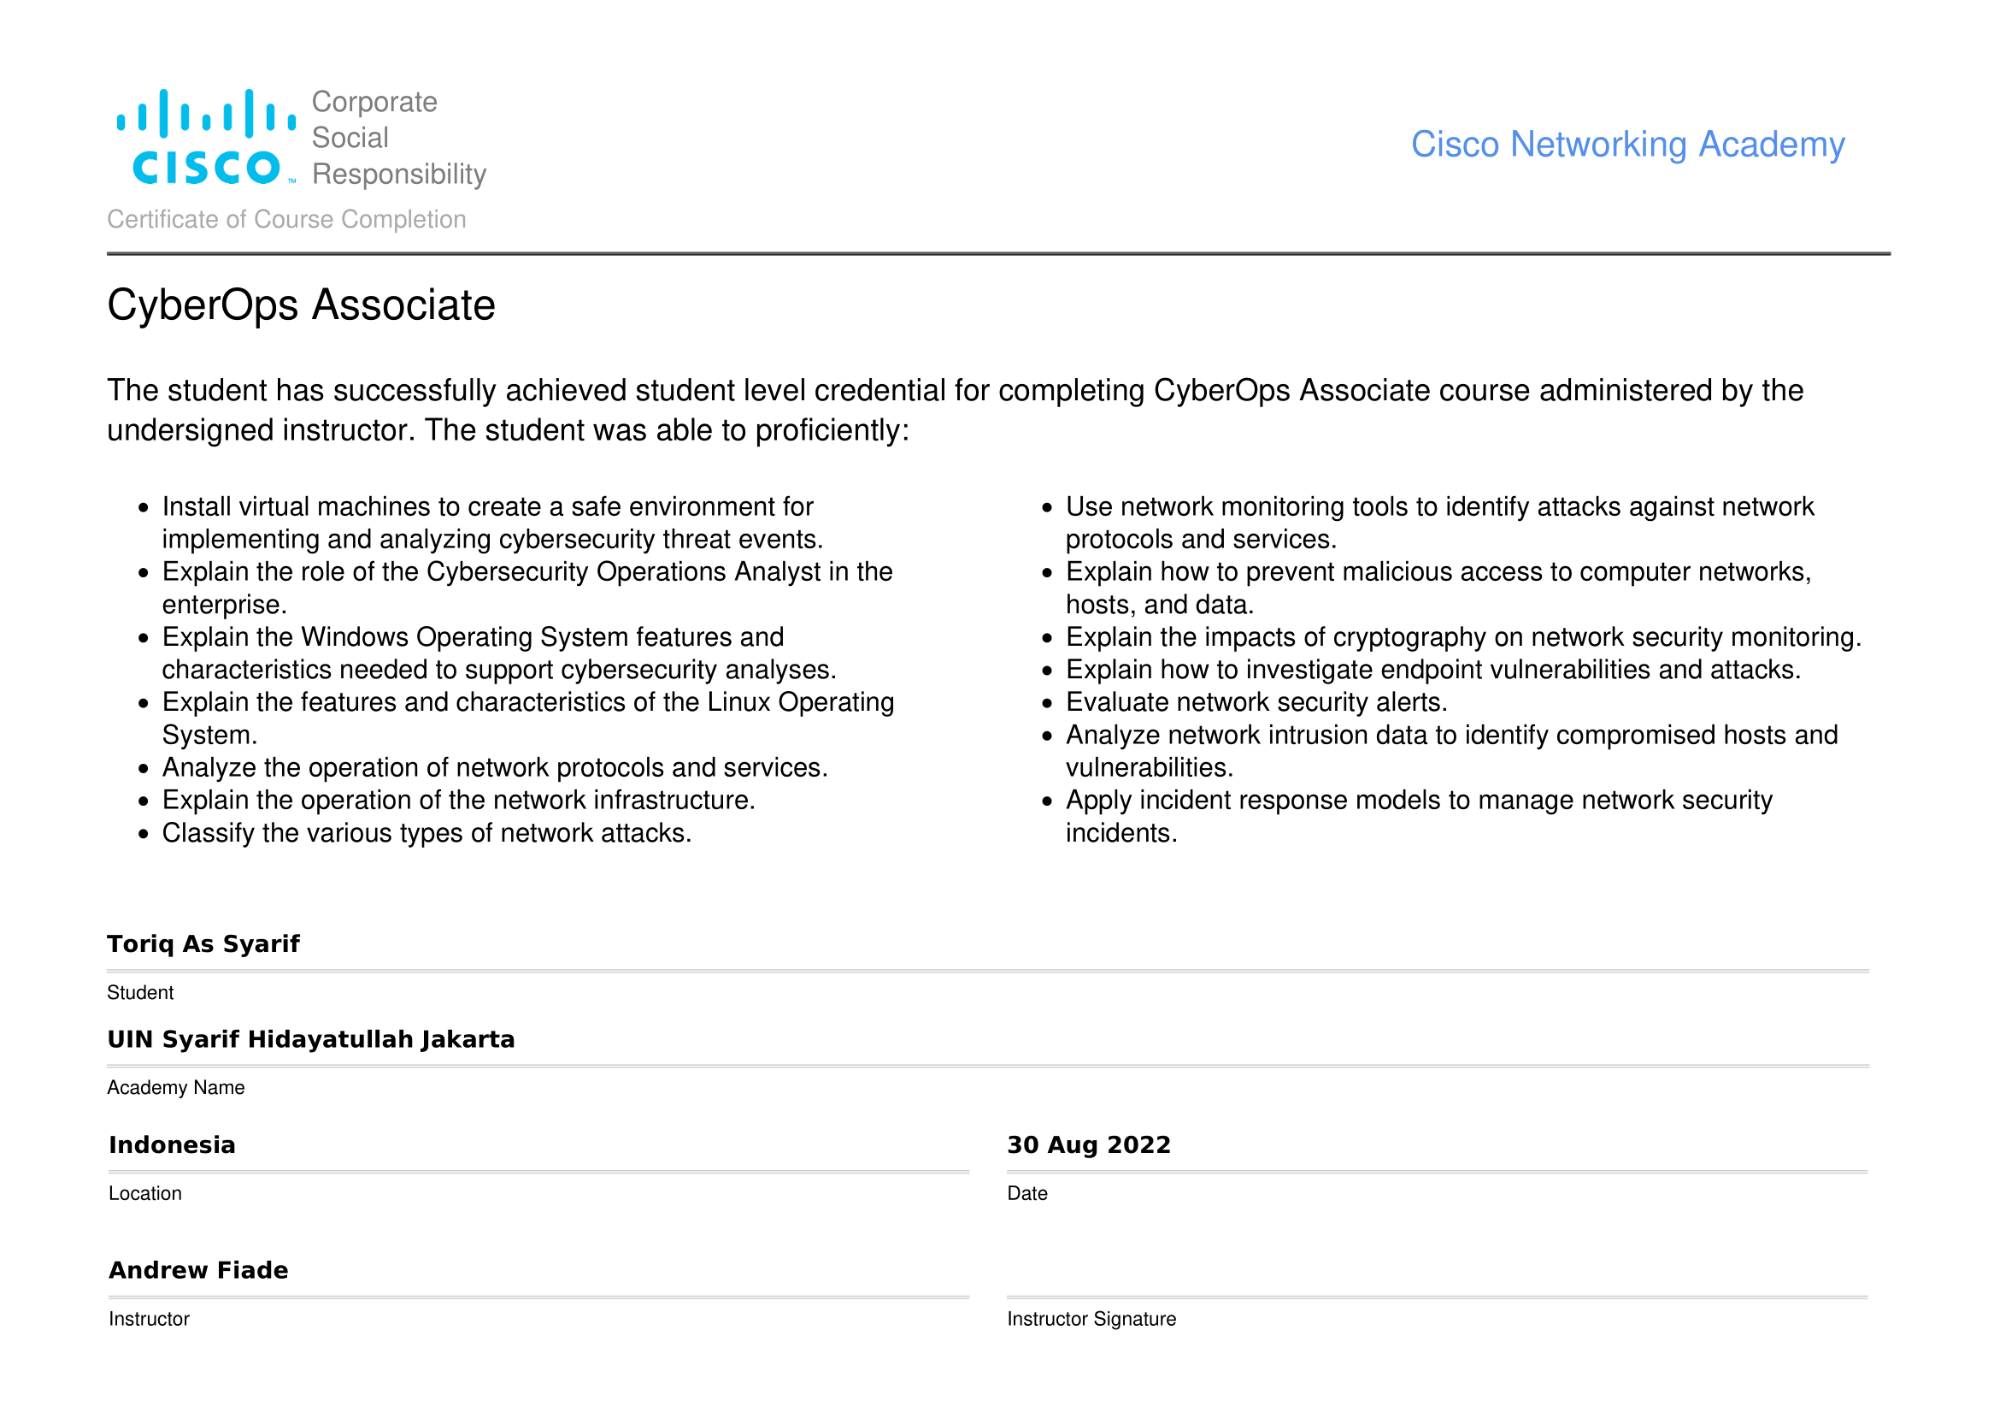 Corporate
Social
Responsibility
CISCO™
Certificate of Course Completion
Cisco Networking Academy
CyberOps Associate
The student has successfully achieved student level credential for completing CyberOps Associate course administered by the
undersigned instructor. The student was able to proficiently:
• Install virtual machines to create a safe environment for
implementing and analyzing cybersecurity threat events.
• Explain the role of the Cybersecurity Operations Analyst in the
enterprise.
• Explain the Windows Operating System features and
characteristics needed to support cybersecurity analyses.
• Explain the features and characteristics of the Linux Operating
System.
• Analyze the operation of network protocols and services.
• Explain the operation of the network infrastructure.
• Classify the various types of network attacks.
• Use network monitoring tools to identify attacks against network
protocols and services.
• Explain how to prevent malicious access to computer networks,
hosts, and data.
• Explain the impacts of cryptography on network security monitoring.
• Explain how to investigate endpoint vulnerabilities and attacks.
• Evaluate network security alerts.
• Analyze network intrusion data to identify compromised hosts and
vulnerabilities.
• Apply incident response models to manage network security
incidents.
Toriq As Syarif
Student
UIN Syarif Hidayatullah Jakarta
Academy Name
Indonesia
Location
30 Aug 2022
Date
Andrew Fiade
Instructor
Instructor Signature